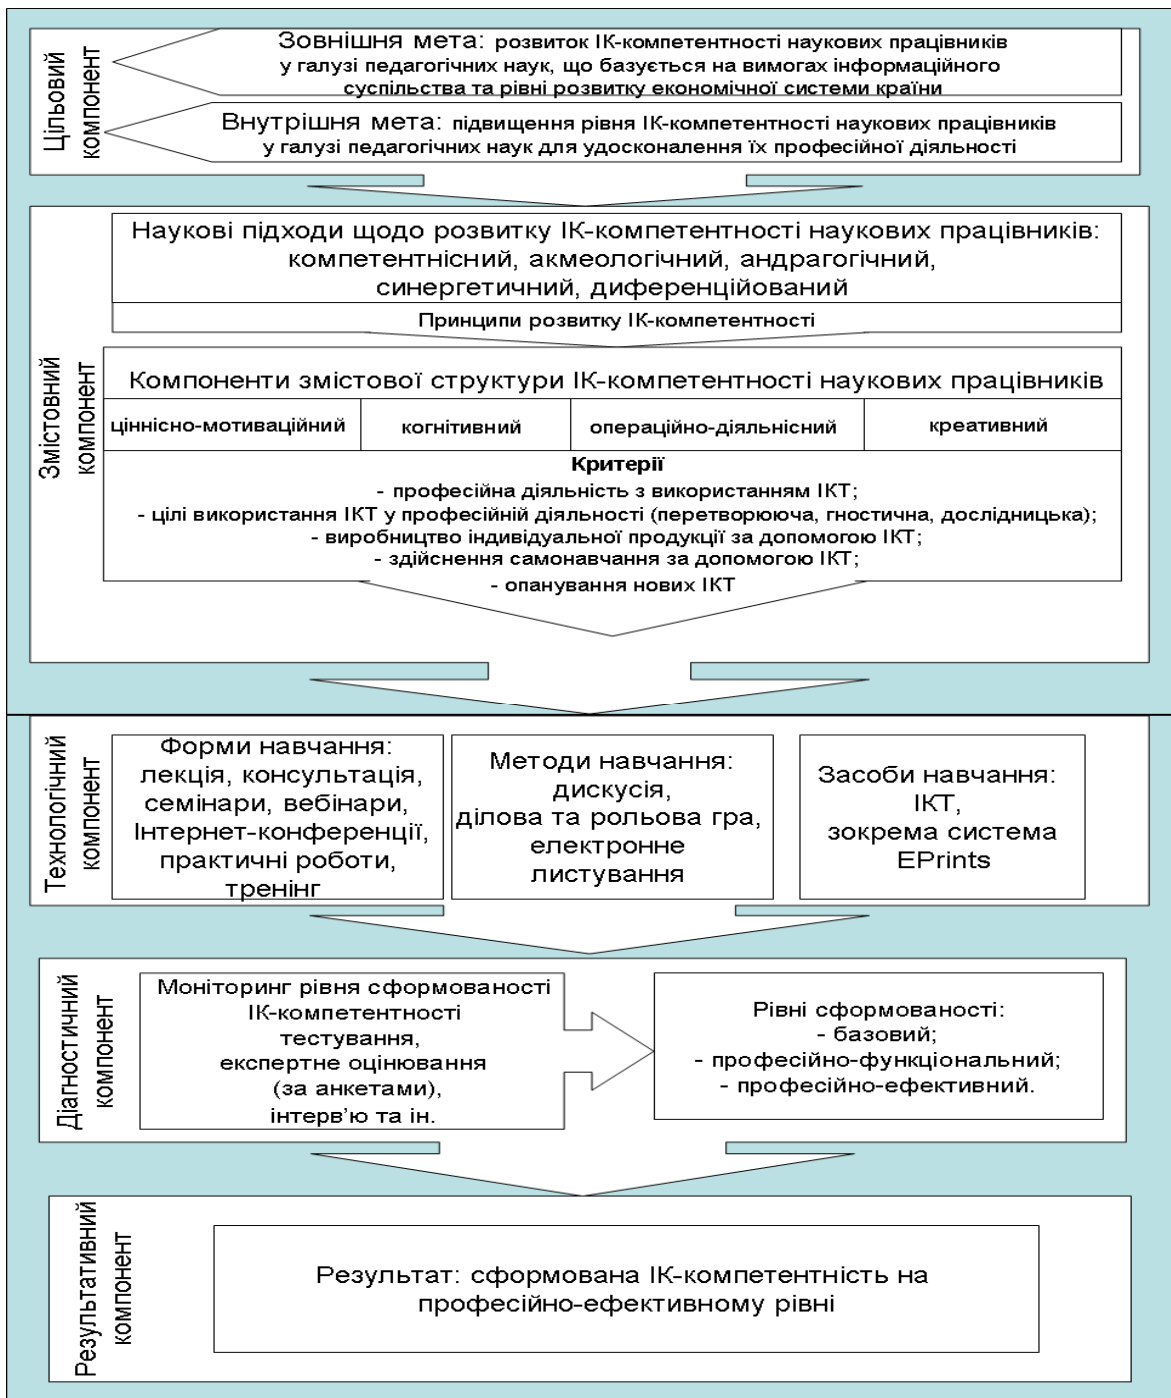 Цільовий
компонент
Зовнішня мета: розвиток ІК-компетентності наукових працівників
у галузі педагогічних наук, що базується на вимогах інформаційного
суспільства та рівні розвитку економічної системи країни
Внутрішня мета: підвищення рівня ІК-компетентності наукових працівників
у галузі педагогічних наук для удосконалення їх професійної діяльності
Змістовний
компонент
Наукові підходи щодо розвитку ІК-компетентності наукових працівників:
компетентнісний, акмеологічний, андрагогічний,
синергетичний, диференційований
Принципи розвитку ІК-компетентності
Компоненти змістової структури ІК-компетентності наукових працівників
ціннісно-мотиваційний
когнітивний
операційно-діяльнісний
креативний
Критерії
- професійна діяльність з використанням ІКТ;
- цілі використання ІКТ у професійній діяльності (перетворююча, гностична, дослідницька);
- виробництво індивідуальної продукції за допомогою ІКТ;
- здійснення самонавчання за допомогою ІКТ;
- опанування нових ІКТ
Технологічний
компонент
Форми навчання:
лекція, консультація,
семінари, вебінари,
Інтернет-конференції,
практичні роботи,
тренінг
Методи навчання:
дискусія,
ділова та рольова гра,
електронне
листування
Засоби навчання:
ІКТ,
зокрема система
EPrints
Діагностичний
компонент
Моніторинг рівня сформованості
ІК-компетентності
тестування,
експертне оцінювання
(за анкетами),
інтерв'ю та ін.
Рівні сформованості:
- базовий;
- професійно-функціональний;
- професійно-ефективний.
Результативний
компонент
Результат: сформована ІК-компетентність на
професійно-ефективному рівні